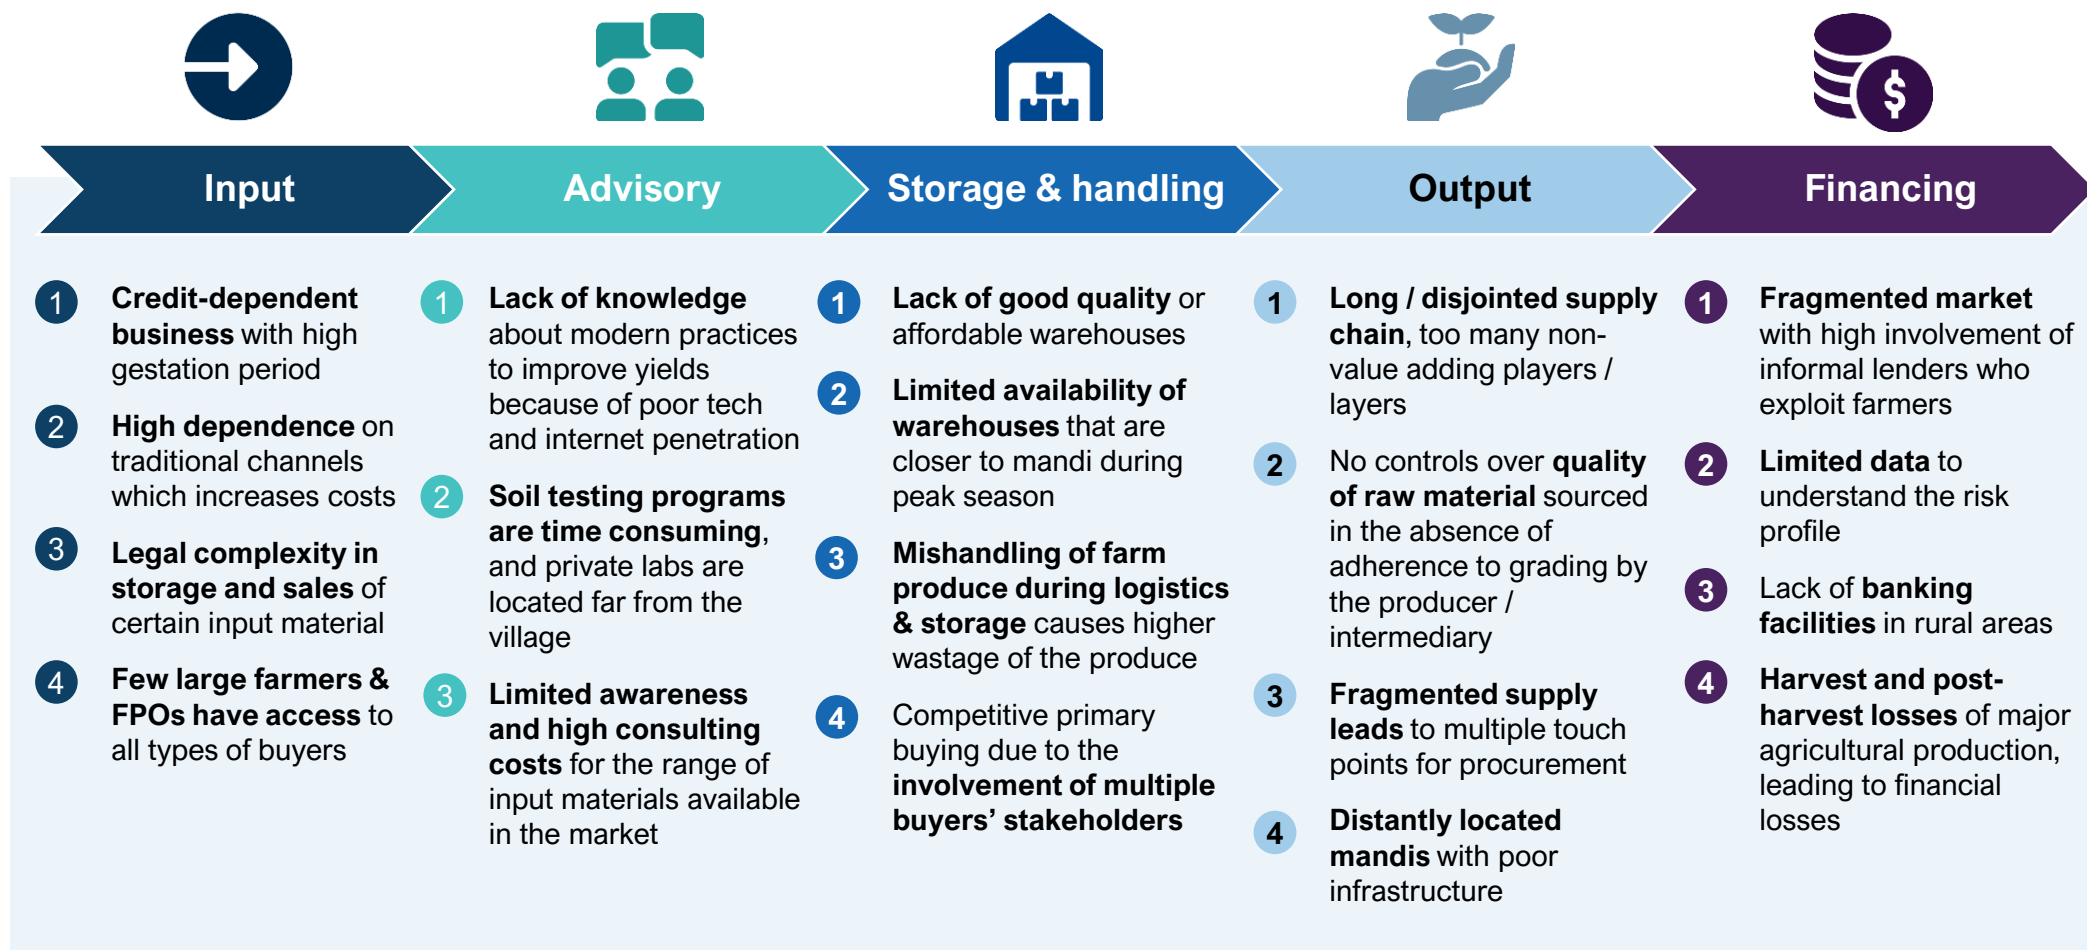 $
Input
Advisory
Storage & handling
Output
Financing
1
Credit-dependent
business with high
gestation period
2
High dependence on
traditional channels
which increases costs
3
Legal complexity in
storage and sales of
certain input material
4
Few large farmers &
FPOs have access to
all types of buyers
1
Lack of knowledge
about modern practices
to improve yields
because of poor tech
and internet penetration
2
Soil testing programs
are time consuming,
and private labs are
located far from the
village
3
Limited awareness
and high consulting
costs for the range of
input materials available
in the market
1
Lack of good quality or
affordable warehouses
2
Limited availability of
warehouses that are
closer to mandi during
peak season
3
Mishandling of farm
produce during logistics
& storage causes higher
wastage of the produce
4
Competitive primary
buying due to the
involvement of multiple
buyers’ stakeholders
1
Long / disjointed supply
chain, too many non-
value adding players /
layers
2
No controls over quality
of raw material sourced
in the absence of
adherence to grading by
the producer /
intermediary
3
Fragmented supply
leads to multiple touch
points for procurement
4
Distantly located
mandis with poor
infrastructure
1
Fragmented market
with high involvement of
informal lenders who
exploit farmers
2
Limited data to
understand the risk
profile
3
Lack of banking
facilities in rural areas
4
Harvest and post-
harvest losses of major
agricultural production,
leading to financial
losses